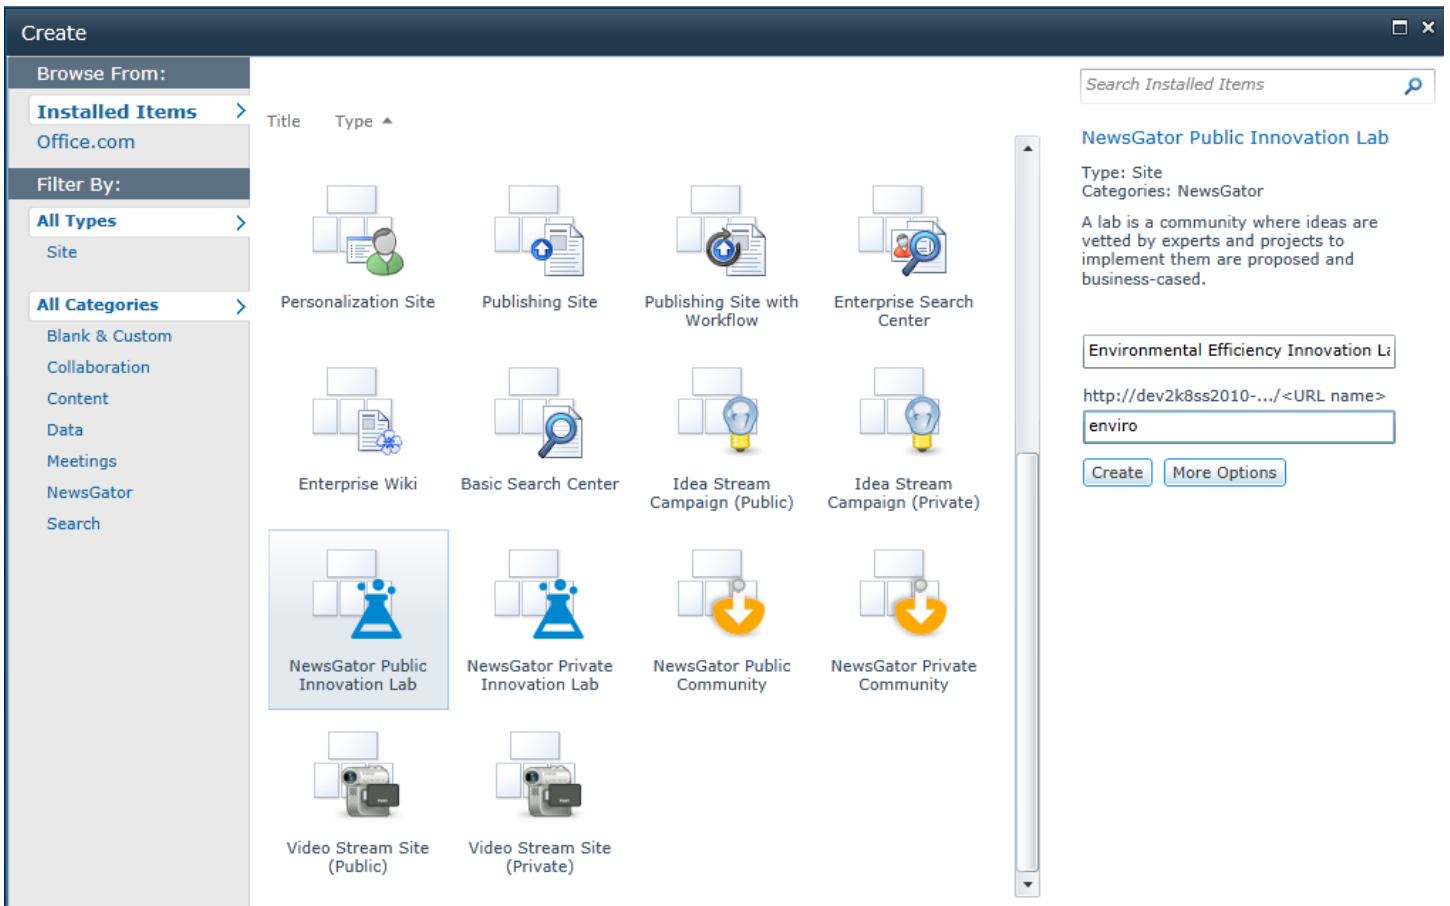 Create
Browse From:
Installed Items
Office.com
Filter By:
All Types
Site
All Categories
Blank & Custom
Collaboration
Content
Data
Meetings
NewsGator
Search
Title Type
Personalization Site
Publishing Site
Publishing Site with
Workflow
Enterprise Search
Center
Enterprise Wiki
Basic Search Center
Idea Stream
Campaign (Public)
Idea Stream
Campaign (Private)
NewsGator Public
Innovation Lab
NewsGator Private
Innovation Lab
NewsGator Public
Community
NewsGator Private
Community
Video Stream Site
(Public)
Video Stream Site
(Private)
Search Installed Items
NewsGator Public Innovation Lab
Type: Site
Categories: NewsGator
A lab is a community where ideas are
vetted by experts and projects to
implement them are proposed and
business-cased.
Environmental Efficiency Innovation La
http://dev2k8ss2010-.../<URL name>
enviro
Create More Options